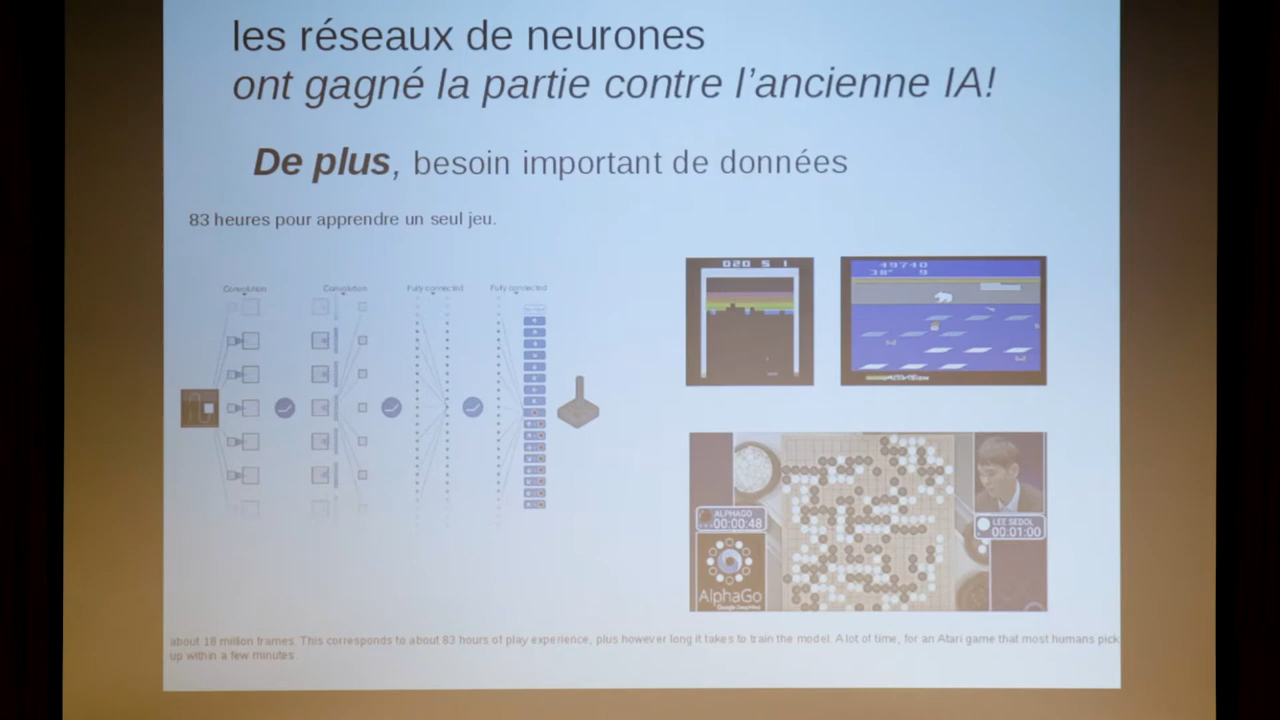 les réseaux de neurones
ont gagné la partie contre l'ancienne IA!
De plus, besoin important de données
83 heures pour apprendre un seul jeu.
Convolution
Convolution
Fully connected
Fully connected
020 5 1
49740
9
ACTIVISION
ALPHAGO
00:00:48
AlphaGo
Google DeepMind
LEE SEDOL
00:01:00
about 18 million frames. This corresponds to about 83 hours of play experience, plus however long it takes to train the model. A lot of time, for an Atari game that most humans pick
up within a few minutes.